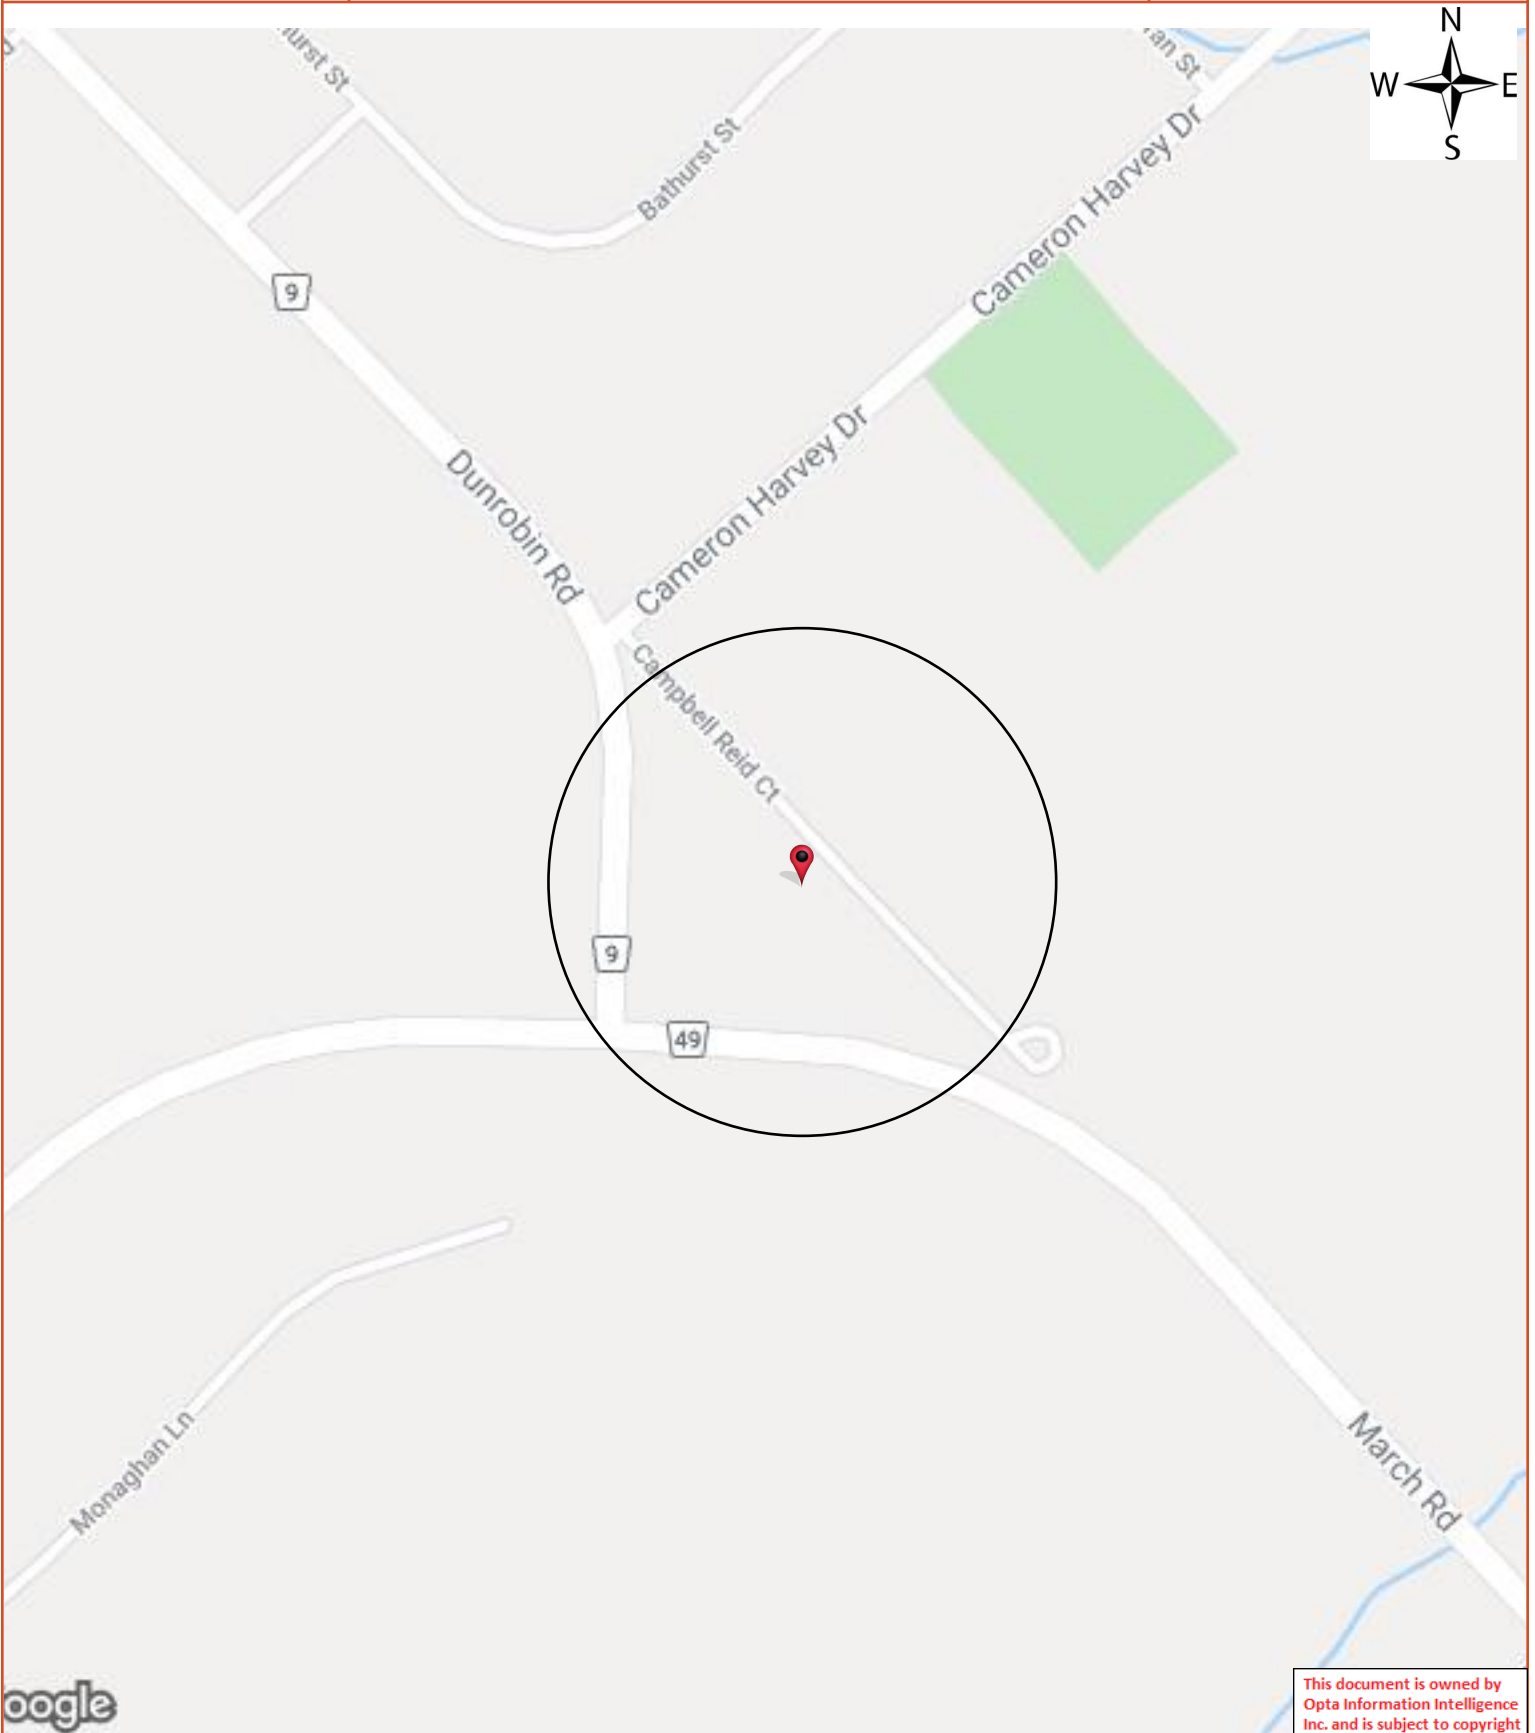 N
W E
S
Bathurst St
Cameron Harvey Dr
9
Cameron Harvey Dr
Dunrobin Rd
Campbell Reid Ct
9
49
Monaghan Ln
March Rd
oogle
This document is owned by
Opta Information Intelligence
Inc. and is subject to copyright